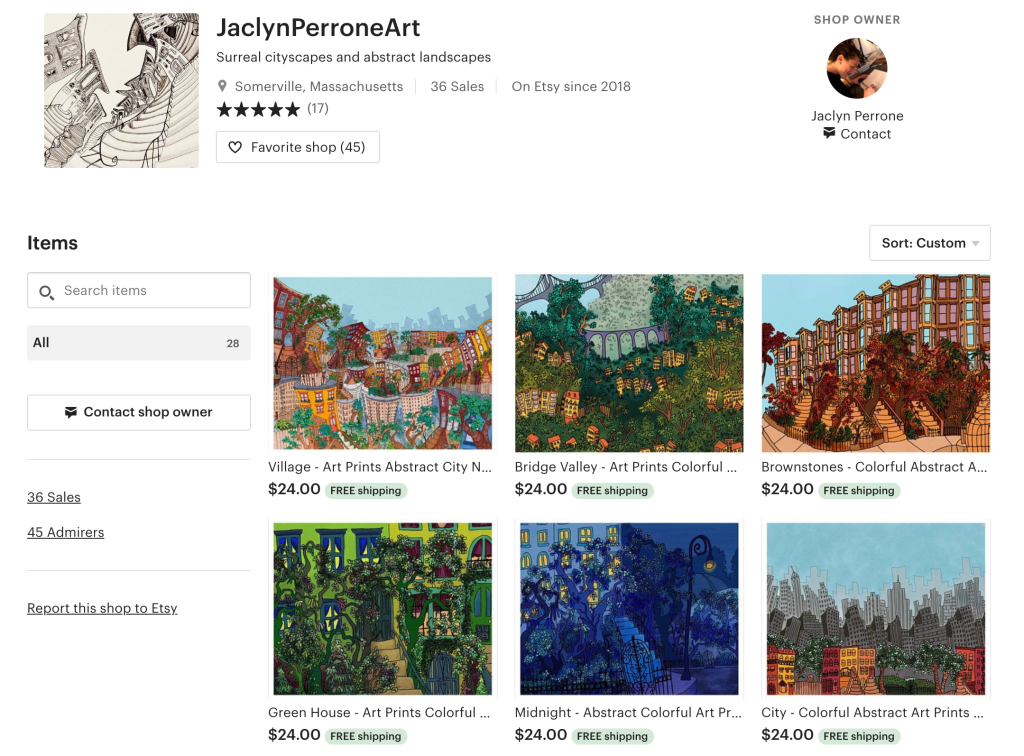 JaclynPerroneArt
Surreal cityscapes and abstract landscapes
Somerville, Massachusetts 36 Sales On Etsy since 2018
(17)
Favorite shop (45)
SHOP OWNER
Jaclyn Perrone
Contact
Items
Sort: Custom
Search items
All 28
Contact shop owner
36 Sales
45 Admirers
Report this shop to Etsy
Village - Art Prints Abstract City N...
$24.00 FREE shipping
Bridge Valley - Art Prints Colorful ...
$24.00 FREE shipping
Brownstones - Colorful Abstract A...
$24.00 FREE shipping
Green House - Art Prints Colorful ...
$24.00 FREE shipping
Midnight - Abstract Colorful Art Pr...
$24.00 FREE shipping
City - Colorful Abstract Art Prints ...
$24.00 FREE shipping